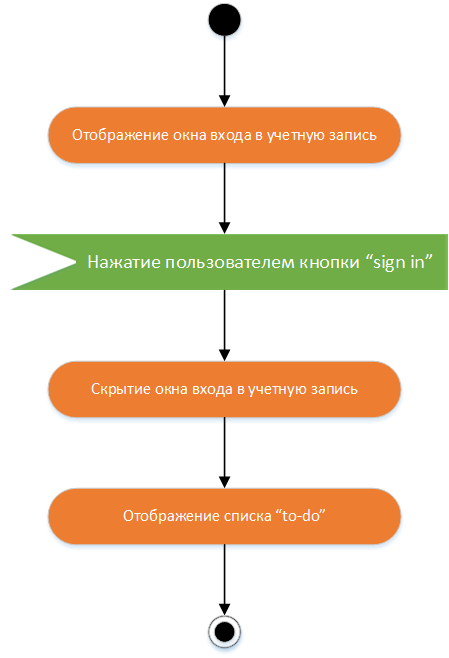 Отображение окна входа в учетную запись
Нажатие пользователем кнопки “sign in”
Скрытие окна входа в учетную запись
Отображение списка “to-do”